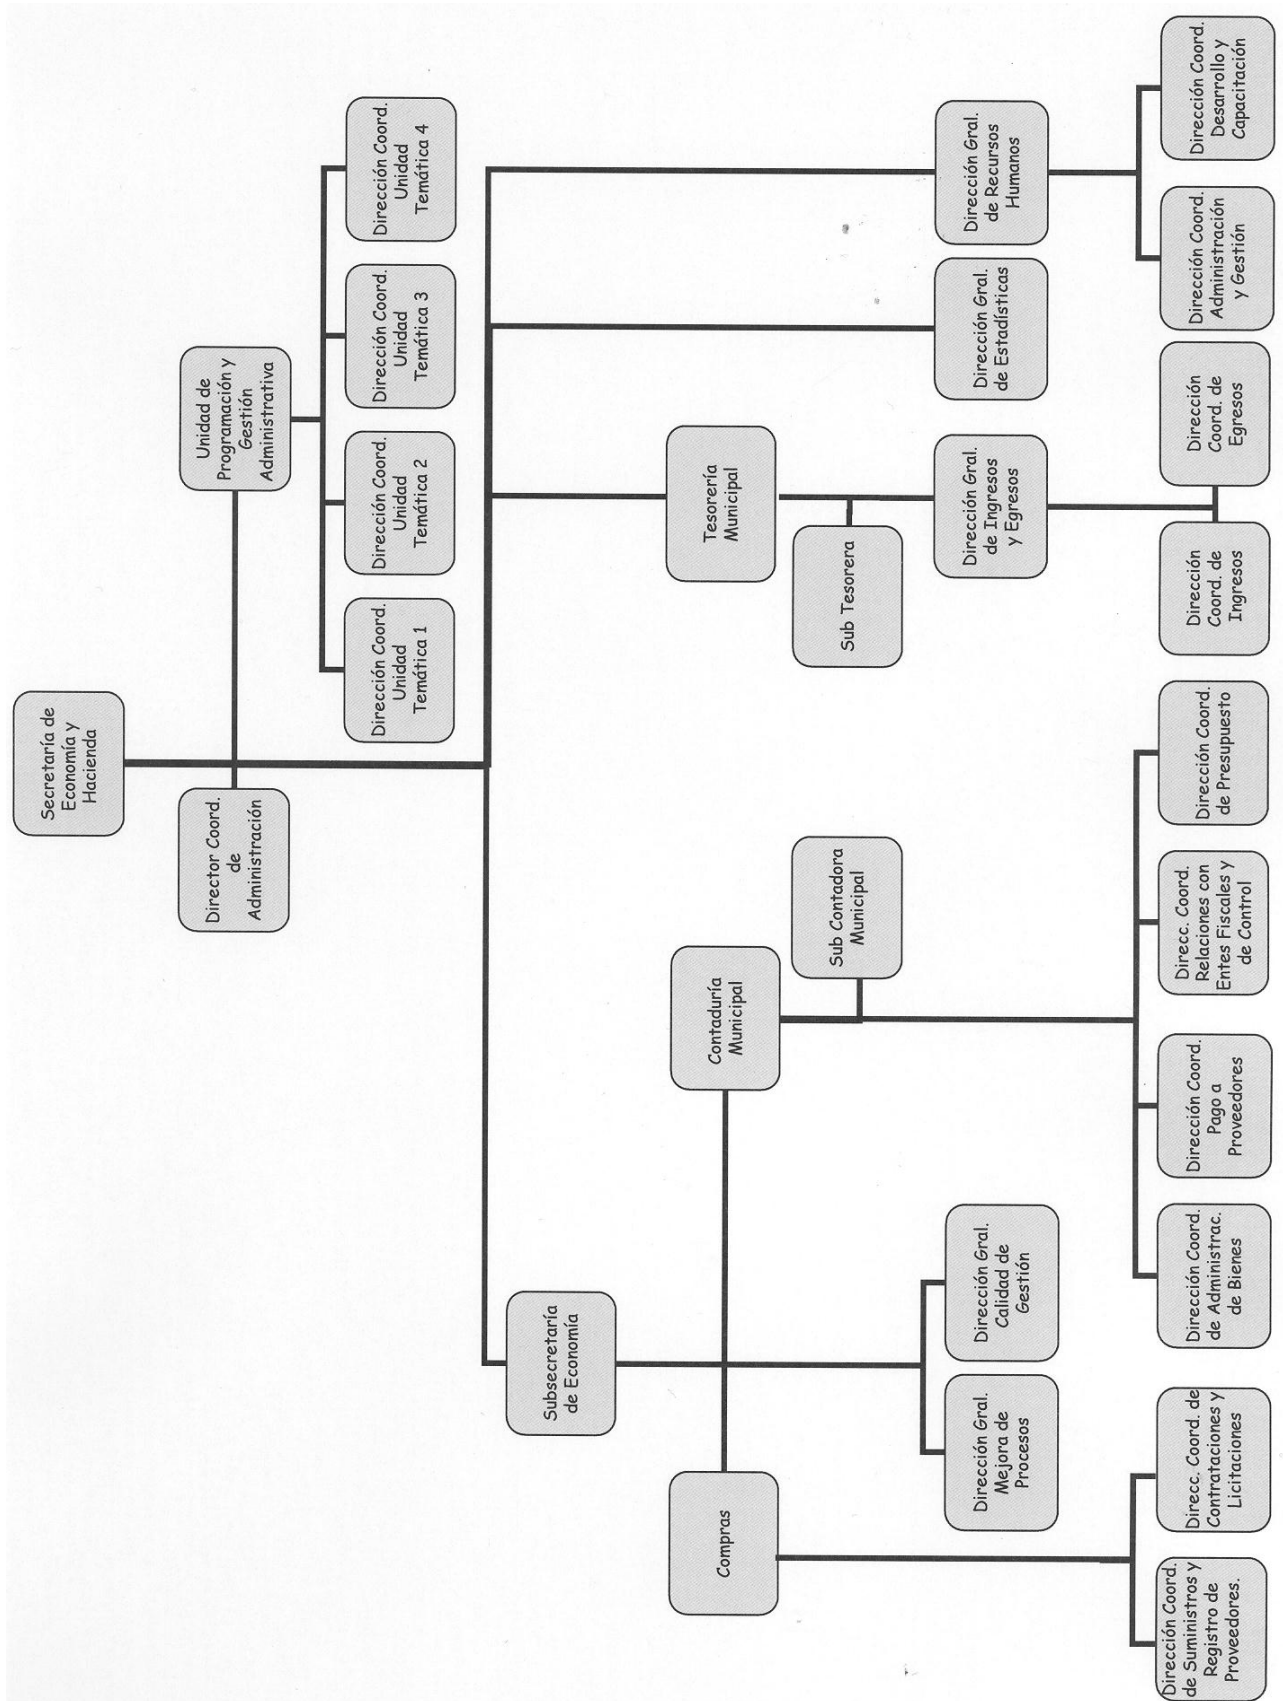 Secretaría de
Economía y
Hacienda
Director Coord.
de
Administración
Unidad de
Programación y
Gestión
Administrativa
Dirección Coord.
Unidad
Temática 1
Dirección Coord.
Unidad
Temática 2
Dirección Coord.
Unidad
Temática 3
Dirección Coord.
Unidad
Temática 4
Subsecretaría
de Economía
Compras
Contaduría
Municipal
Tesorería
Municipal
Sub Contadora
Municipal
Sub Tesorera
Dirección Gral.
Mejora de
Procesos
Dirección Gral.
Calidad de
Gestión
Dirección Gral.
de Ingresos
y Egresos
Dirección Gral.
de Estadísticas
Dirección Gral.
de Recursos
Humanos
Dirección Coord.
de Suministros y
Registro de
Proveedores.
Direcc. Coord. de
Contrataciones y
Licitaciones
Dirección Coord.
de Administrac.
de Bienes
Dirección Coord.
Pago a
Proveedores
Direcc. Coord.
Relaciones con
Entes Fiscales y
de Control
Dirección Coord.
de Presupuesto
Dirección
Coord. de
Ingresos
Dirección
Coord. de
Egresos
Dirección Coord.
Administración
y Gestión
Dirección Coord.
Desarrollo y
Capacitación